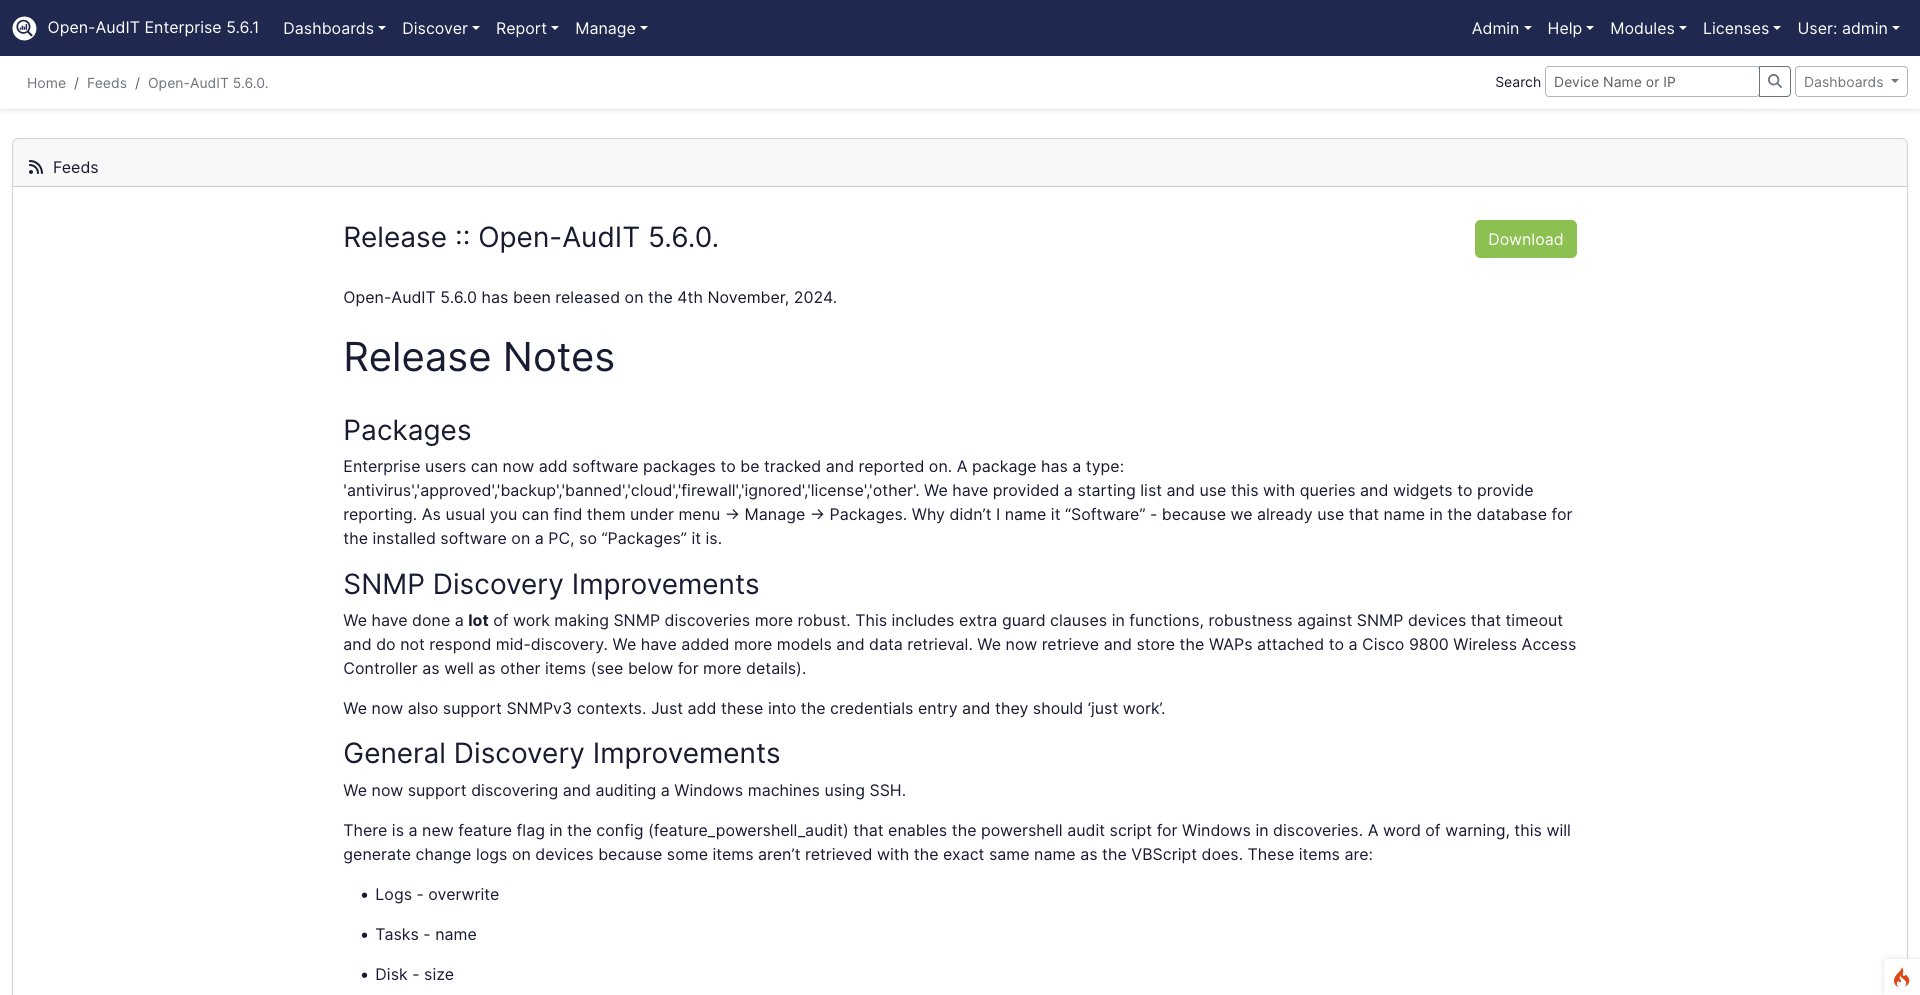 Open-AudIT Enterprise 5.6.1 Dashboards Discover Report Manage Admin Help Modules Licenses User: admin
Home / Feeds / Open-AudIT 5.6.0. Search Device Name or IP Dashboards
Feeds
Release :: Open-AudIT 5.6.0. Download
Open-AudIT 5.6.0 has been released on the 4th November, 2024.
Release Notes
Packages
Enterprise users can now add software packages to be tracked and reported on. A package has a type:
'antivirus','approved','backup','banned','cloud','firewall','ignored','license','other'. We have provided a starting list and use this with queries and widgets to provide
reporting. As usual you can find them under menu → Manage → Packages. Why didn’t I name it “Software” - because we already use that name in the database for
the installed software on a PC, so “Packages” it is.
SNMP Discovery Improvements
We have done a lot of work making SNMP discoveries more robust. This includes extra guard clauses in functions, robustness against SNMP devices that timeout
and do not respond mid-discovery. We have added more models and data retrieval. We now retrieve and store the WAPs attached to a Cisco 9800 Wireless Access
Controller as well as other items (see below for more details).
We now also support SNMPv3 contexts. Just add these into the credentials entry and they should ‘just work’.
General Discovery Improvements
We now support discovering and auditing a Windows machines using SSH.
There is a new feature flag in the config (feature_powershell_audit) that enables the powershell audit script for Windows in discoveries. A word of warning, this will
generate change logs on devices because some items aren’t retrieved with the exact same name as the VBScript does. These items are:
• Logs - overwrite
• Tasks - name
• Disk - size